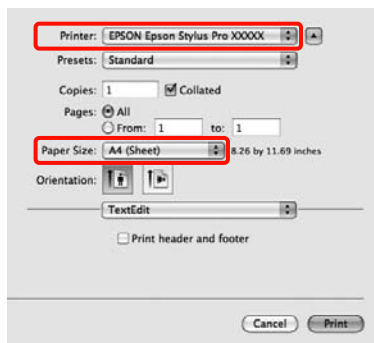 Printer: EPSON Epson Stylus Pro XXXXX
Presets: Standard
Copies: 1 Collated
Pages: All
From: 1 to: 1
Paper Size: A4 (Sheet) 8.26 by 11.69 inches
Orientation:
TextEdit
Print header and footer
Cancel Print